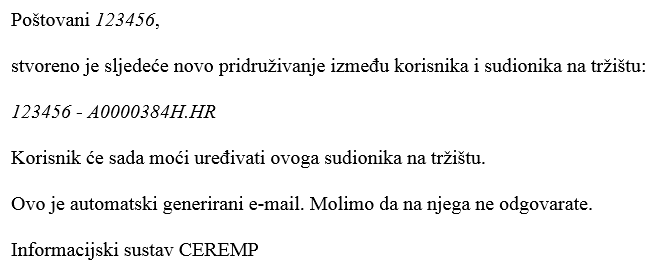 Poštovani 123456,
stvoreno je sljedeće novo pridruživanje između korisnika i sudionika na tržištu:
123456 - A0000384H.HR
Korisnik će sada moći uređivati ovoga sudionika na tržištu.
Ovo je automatski generirani e-mail. Molimo da na njega ne odgovarate.
Informacijski sustav CEREMP